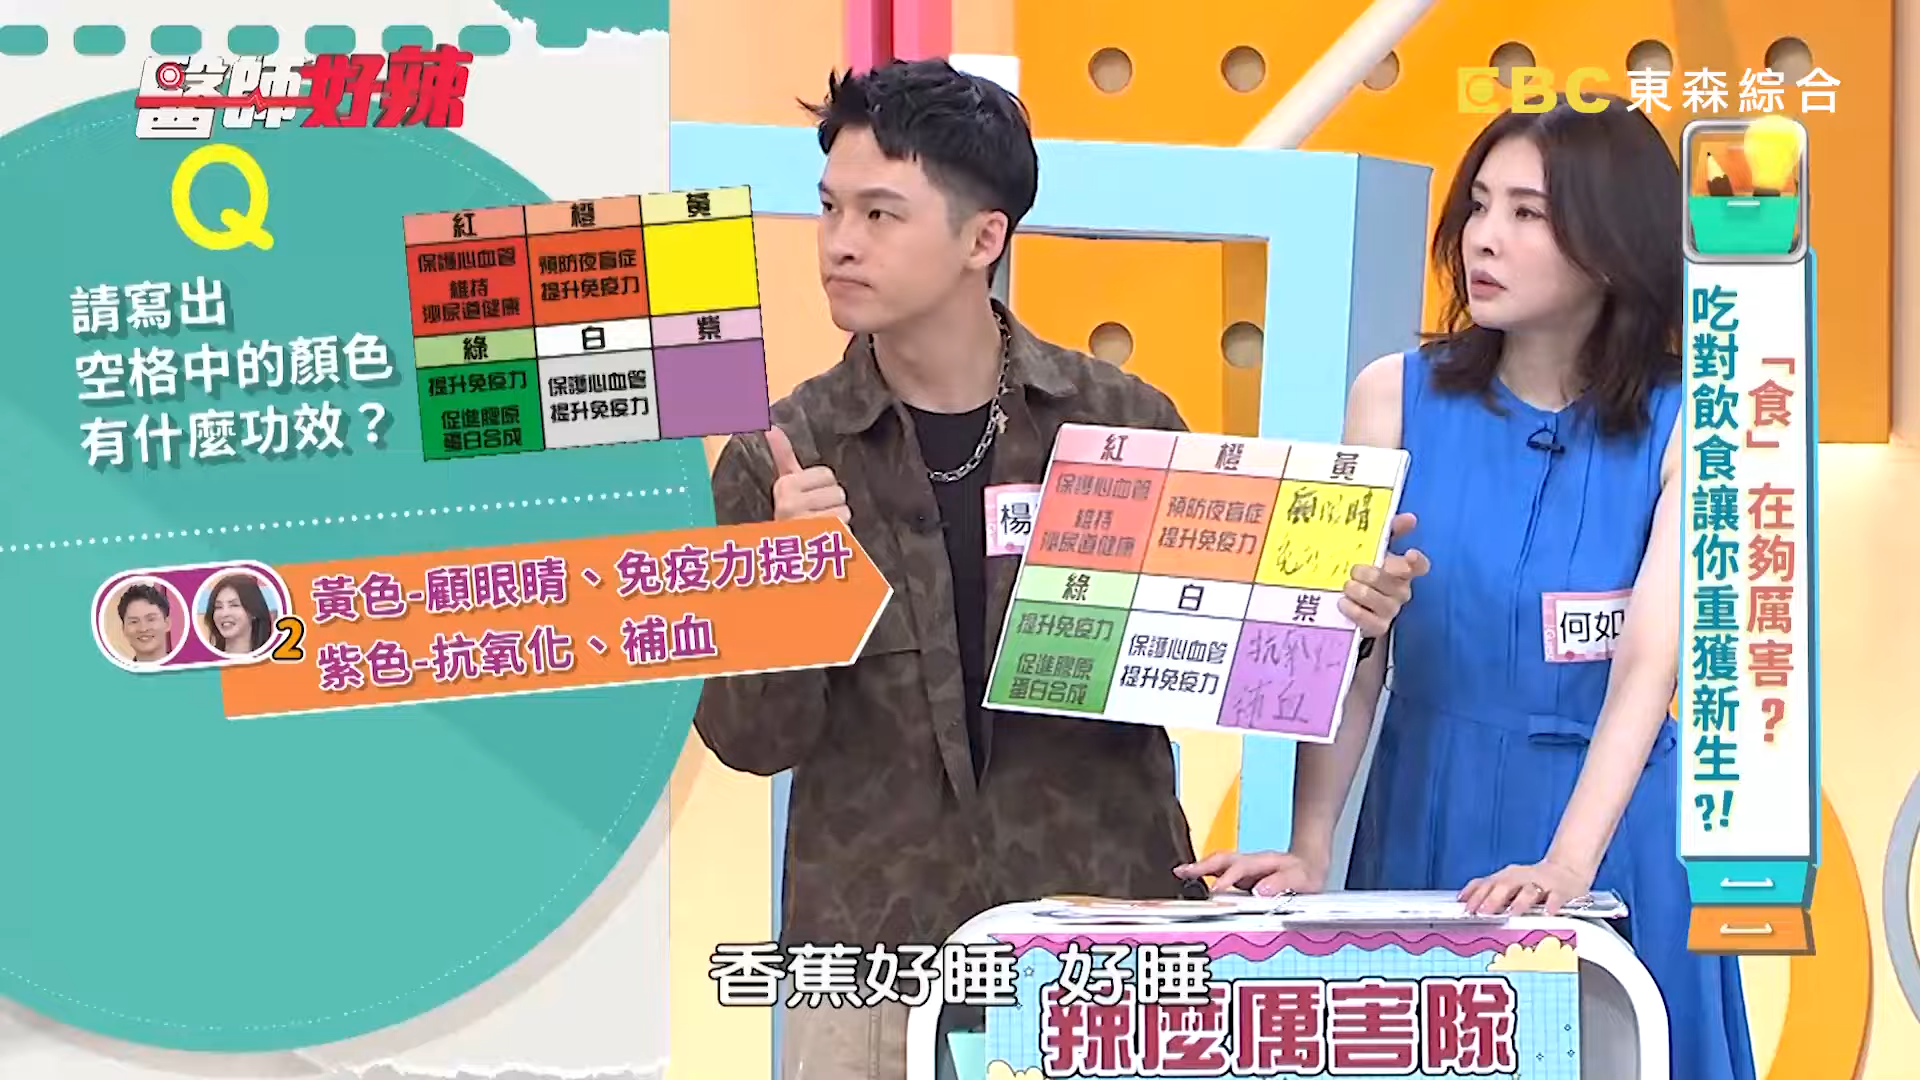 醫師好辣
EBC 東森綜合
Q
請寫出
空格中的顏色
有什麼功效？
紅 橙 黃
保護心血管
維持
泌尿道健康
預防夜盲症
提升免疫力
綠 白 紫
提升免疫力
促進膠原
蛋白合成
保護心血管
提升免疫力
2
黃色-顧眼睛、免疫力提升
紫色-抗氧化、補血
楊
紅 橙 黃
保護心血管
維持
泌尿道健康
預防夜盲症
提升免疫力
顧眼睛
綠 白 紫
提升免疫力
促進膠原
蛋白合成
保護心血管
提升免疫力
抗氧化
補血
何如
「食」在夠厲害？
吃對飲食讓你重獲新生?!
香蕉好睡 好睡
辣麼厲害隊